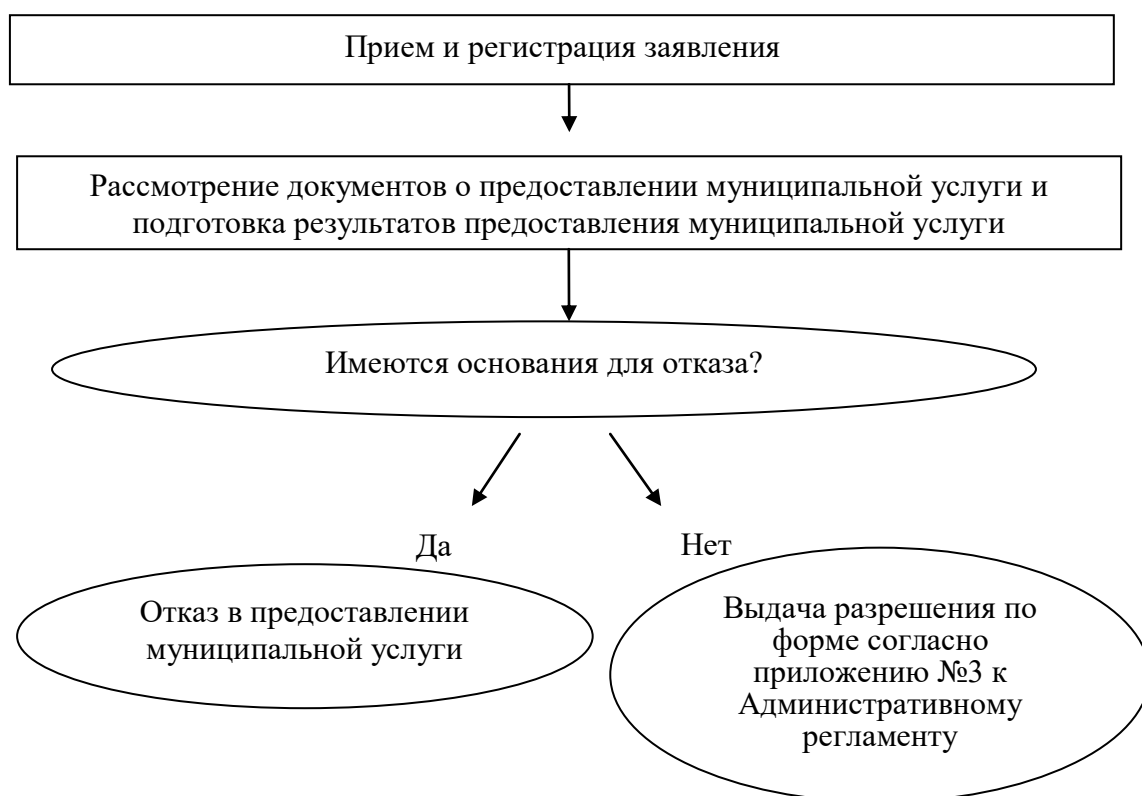 Прием и регистрация заявления
Рассмотрение документов о предоставлении муниципальной услуги и
подготовка результатов предоставления муниципальной услуги
Имеются основания для отказа?
Да
Нет
Отказ в предоставлении
муниципальной услуги
Выдача разрешения по
форме согласно
приложению №3 к
Административному
регламенту